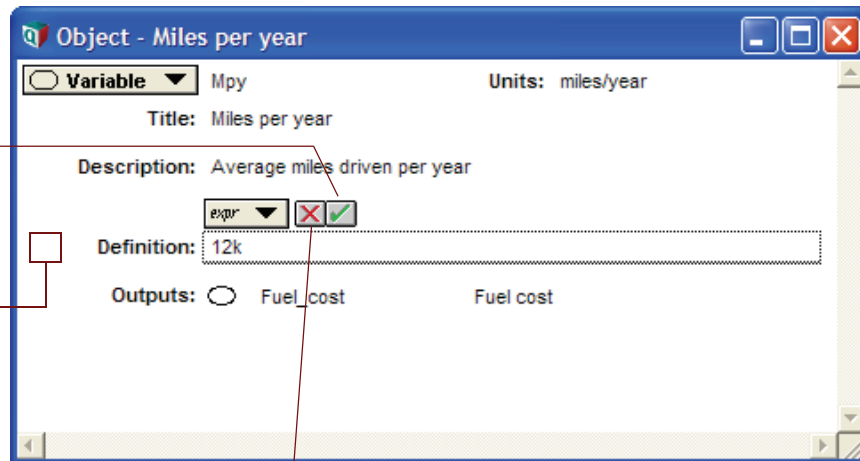 Object - Miles per year
Variable Mpy Units: miles/year
Title: Miles per year
Description: Average miles driven per year
expr
Definition: 12k
Outputs: Fuel_cost Fuel cost